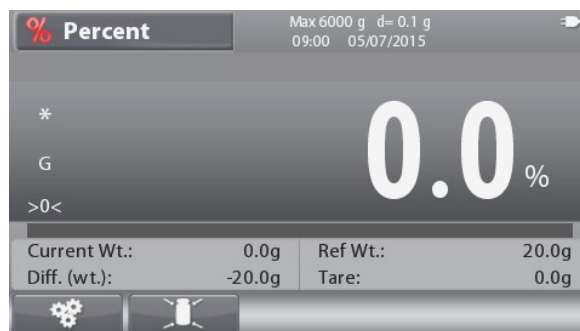 % Percent
Max 6000 g d= 0.1 g
09:00 05/07/2015
*
G
>0<
0.0 %
Current Wt.: 0.0g Ref Wt.: 20.0g
Diff. (wt.): -20.0g Tare: 0.0g